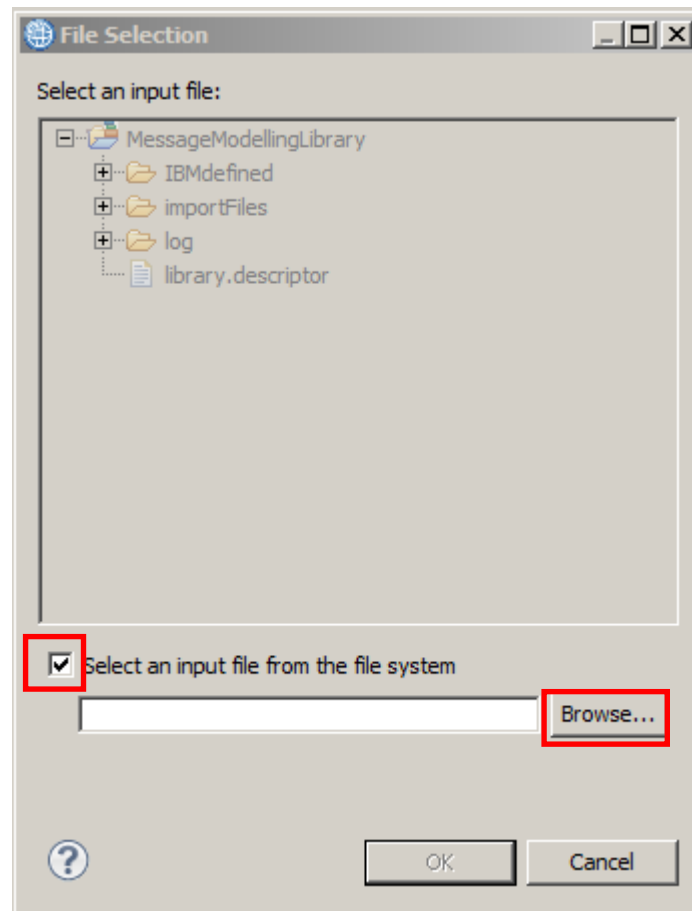 File Selection
Select an input file:
MessageModellingLibrary
IBMdefined
importFiles
log
library.descriptor
Select an input file from the file system
Browse...
?
OK
Cancel